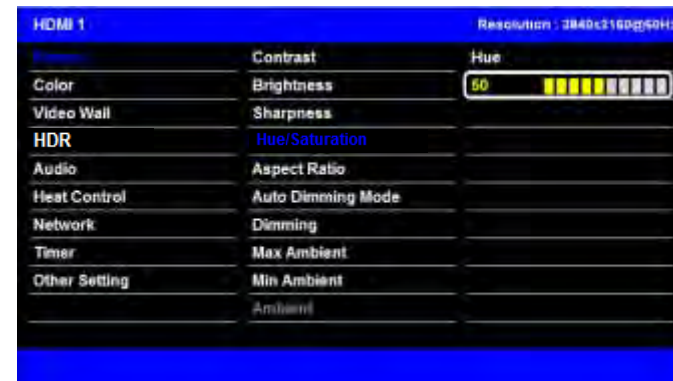 HDMI 1 Resolution : 3840x2160@60Hz
Contrast Hue
Color Brightness 50
Video Wall Sharpness
HDR Hue/Saturation
Audio Aspect Ratio
Heat Control Auto Dimming Mode
Network Dimming
Timer Max Ambient
Other Setting Min Ambient
Ambient